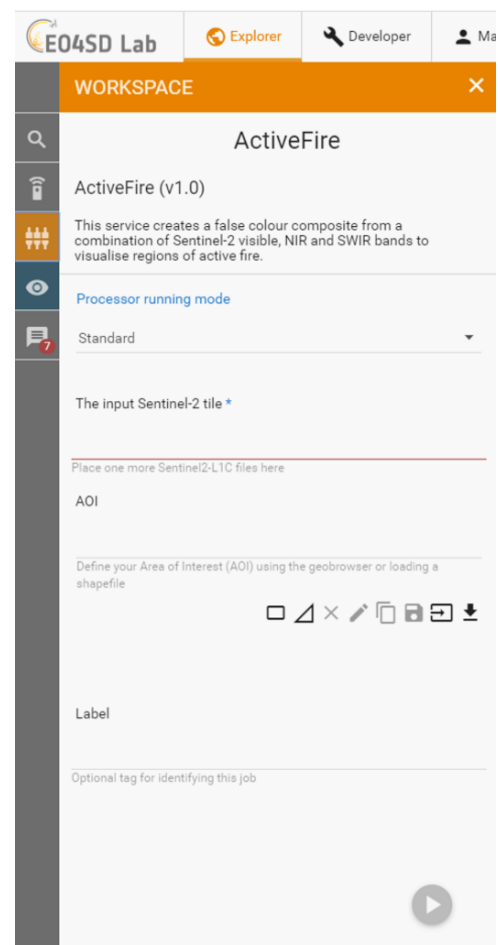 EO4SD Lab
Explorer
Developer
Ma
WORKSPACE
ActiveFire
ActiveFire (v1.0)
This service creates a false colour composite from a
combination of Sentinel-2 visible, NIR and SWIR bands to
visualise regions of active fire.
Processor running mode
Standard
7
The input Sentinel-2 tile *
Place one more Sentinel2-L1C files here
AOI
Define your Area of Interest (AOI) using the geobrowser or loading a
shapefile
Label
Optional tag for identifying this job